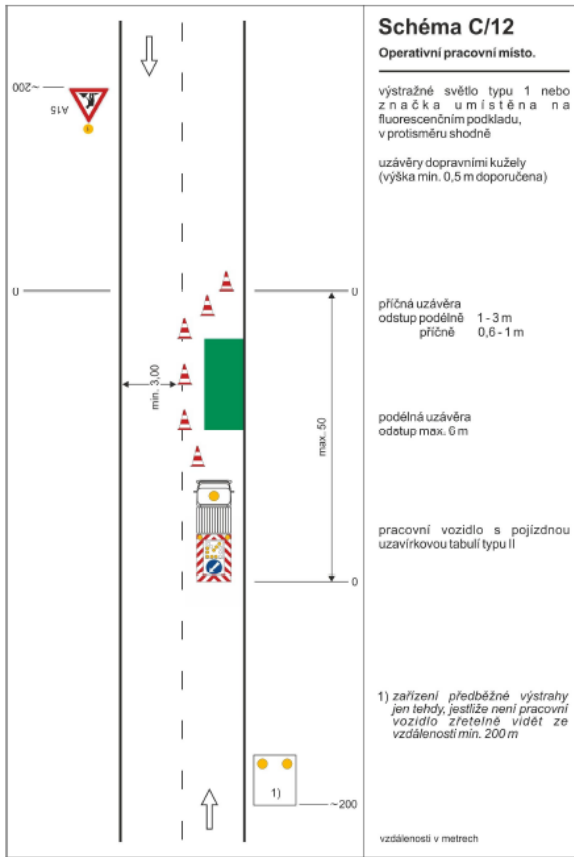 Schéma C/12
Operativní pracovní místo.
výstražné světlo typu 1 nebo
značka umístěna na
fluorescenčním podkladu,
v protisměru shodně
uzávěry dopravními kužely
(výška min. 0,5 m doporučena)
příčná uzávěra
odstup podélně 1 - 3 m
příčně 0,6 - 1 m
podélná uzávěra
odstup max. 6 m
pracovní vozidlo s pojízdnou
uzavírkovou tabulí typu II
1) zařízení předběžné výstrahy
jen tehdy, jestliže není pracovní
vozidlo zřetelně vidět ze
vzdálenosti min. 200 m
vzdálenosti v metrech
~200
A15
1
0
0
min. 3,00
max. 50
0
1)
~200